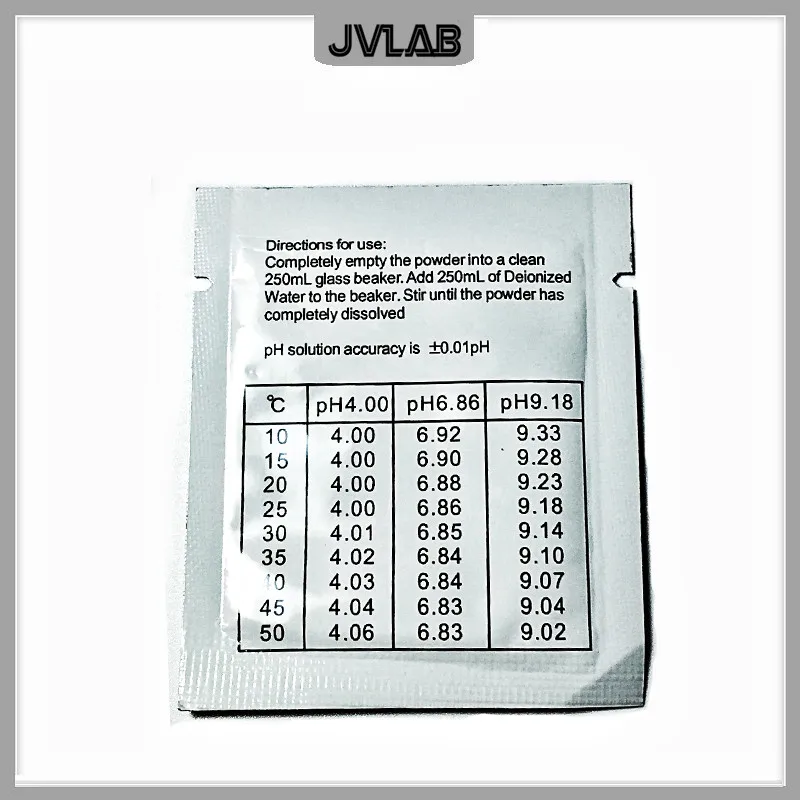 JVLAB
Directions for use:
Completely empty the powder into a clean
250mL glass beaker. Add 250mL of Deionized
Water to the beaker. Stir until the powder has
completely dissolved
pH solution accuracy is ±0.01pH
℃ pH4.00 pH6.86 pH9.18
10 4.00 6.92 9.33
15 4.00 6.90 9.28
20 4.00 6.88 9.23
25 4.00 6.86 9.18
30 4.01 6.85 9.14
35 4.02 6.84 9.10
40 4.03 6.84 9.07
45 4.04 6.83 9.04
50 4.06 6.83 9.02